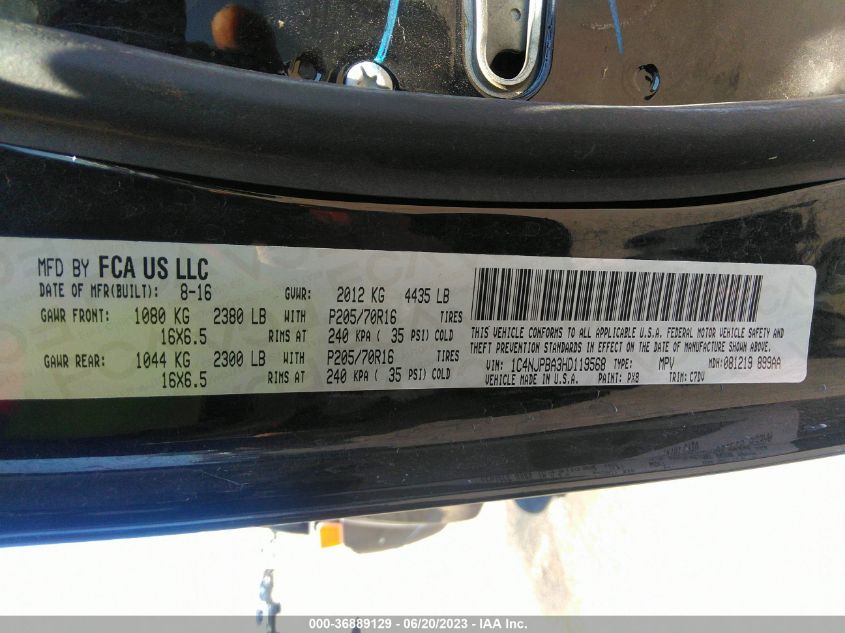 MFD BY FCA US LLC
DATE OF MFR(BUILT): 8-16 GVWR: 2012 KG 4435 LB
GAWR FRONT: 1080 KG 2380 LB WITH P205/70R16 TIRES
16X6.5 RIMS AT 240 KPA ( 35 PSI) COLD
GAWR REAR: 1044 KG 2300 LB WITH P205/70R16 TIRES
16X6.5 RIMS AT 240 KPA ( 35 PSI) COLD
THIS VEHICLE CONFORMS TO ALL APPLICABLE U.S.A. FEDERAL MOTOR VEHICLE SAFETY AND
THEFT PREVENTION STANDARDS IN EFFECT ON THE DATE OF MANUFACTURE SHOWN ABOVE.
VIN: 1C4NJPBA3HD119568 TYPE: MPV MDH: 081219 899AA
VEHICLE MADE IN U.S.A. PAINT: PX8 TRIM: C7DV
000-36889129 - 06/20/2023 - IAA Inc.